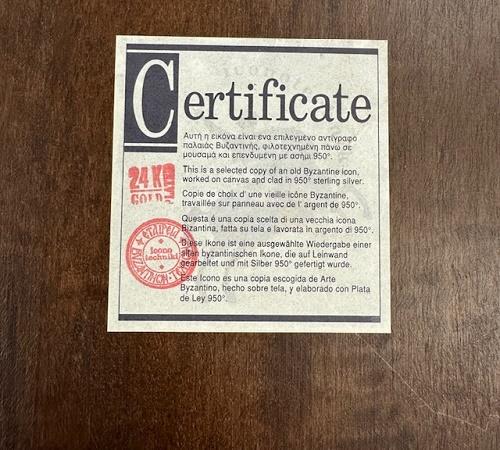 Certificate
Αυτή η εικόνα είναι ενα επιλεγμένο αντίγραφο
παλαιάς Βυζαντινής, φιλοτεχνημένη πάνω σε
μουσαμά και επενδυμένη με ασήμι 950°.
This is a selected copy of an old Byzantine icon,
worked on canvas and clad in 950° sterling silver.
Copie de choix d' une vieille icône Byzantine,
travaillée sur panneau avec de l' argent de 950°.
Questa é una copia scelta di una vecchia icona
Bizantina, fatta su tela e lavorata in argento di 950°.
Diese Ikone ist eine ausgewählte Wiedergabe einer
alten byzantinischen Ikone, die auf Leinwand
gearbeitet und mit Silber 950° gefertigt wurde.
Este Icono es una copia escogida de Arte
Byzantino, hecho sobre tela, y elaborado con Plata
de Ley 950°.
24 K
GOLD
Icono
techniki